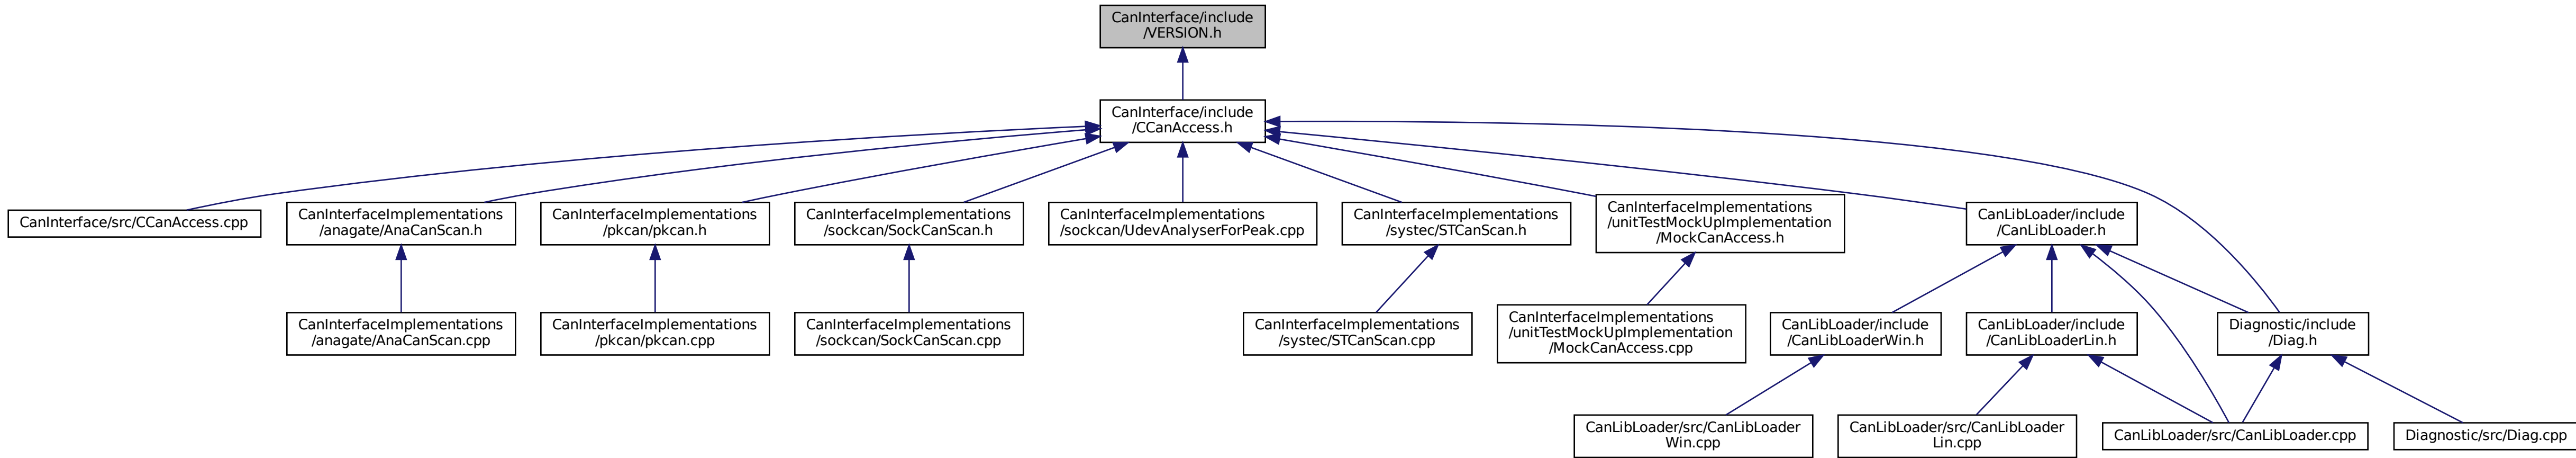 CanInterface/include
/VERSION.h
CanInterface/include
/CCanAccess.h
CanInterface/src/CCanAccess.cpp
CanInterfaceImplementations
/anagate/AnaCanScan.h
CanInterfaceImplementations
/pkcan/pkcan.h
CanInterfaceImplementations
/sockcan/SockCanScan.h
CanInterfaceImplementations
/sockcan/UdevAnalyserForPeak.cpp
CanInterfaceImplementations
/systec/STCanScan.h
CanInterfaceImplementations
/unitTestMockUpImplementation
/MockCanAccess.h
CanLibLoader/include
/CanLibLoader.h
CanInterfaceImplementations
/anagate/AnaCanScan.cpp
CanInterfaceImplementations
/pkcan/pkcan.cpp
CanInterfaceImplementations
/sockcan/SockCanScan.cpp
CanInterfaceImplementations
/systec/STCanScan.cpp
CanInterfaceImplementations
/unitTestMockUpImplementation
/MockCanAccess.cpp
CanLibLoader/include
/CanLibLoaderWin.h
CanLibLoader/include
/CanLibLoaderLin.h
Diagnostic/include
/Diag.h
CanLibLoader/src/CanLibLoader
Win.cpp
CanLibLoader/src/CanLibLoader
Lin.cpp
CanLibLoader/src/CanLibLoader.cpp
Diagnostic/src/Diag.cpp